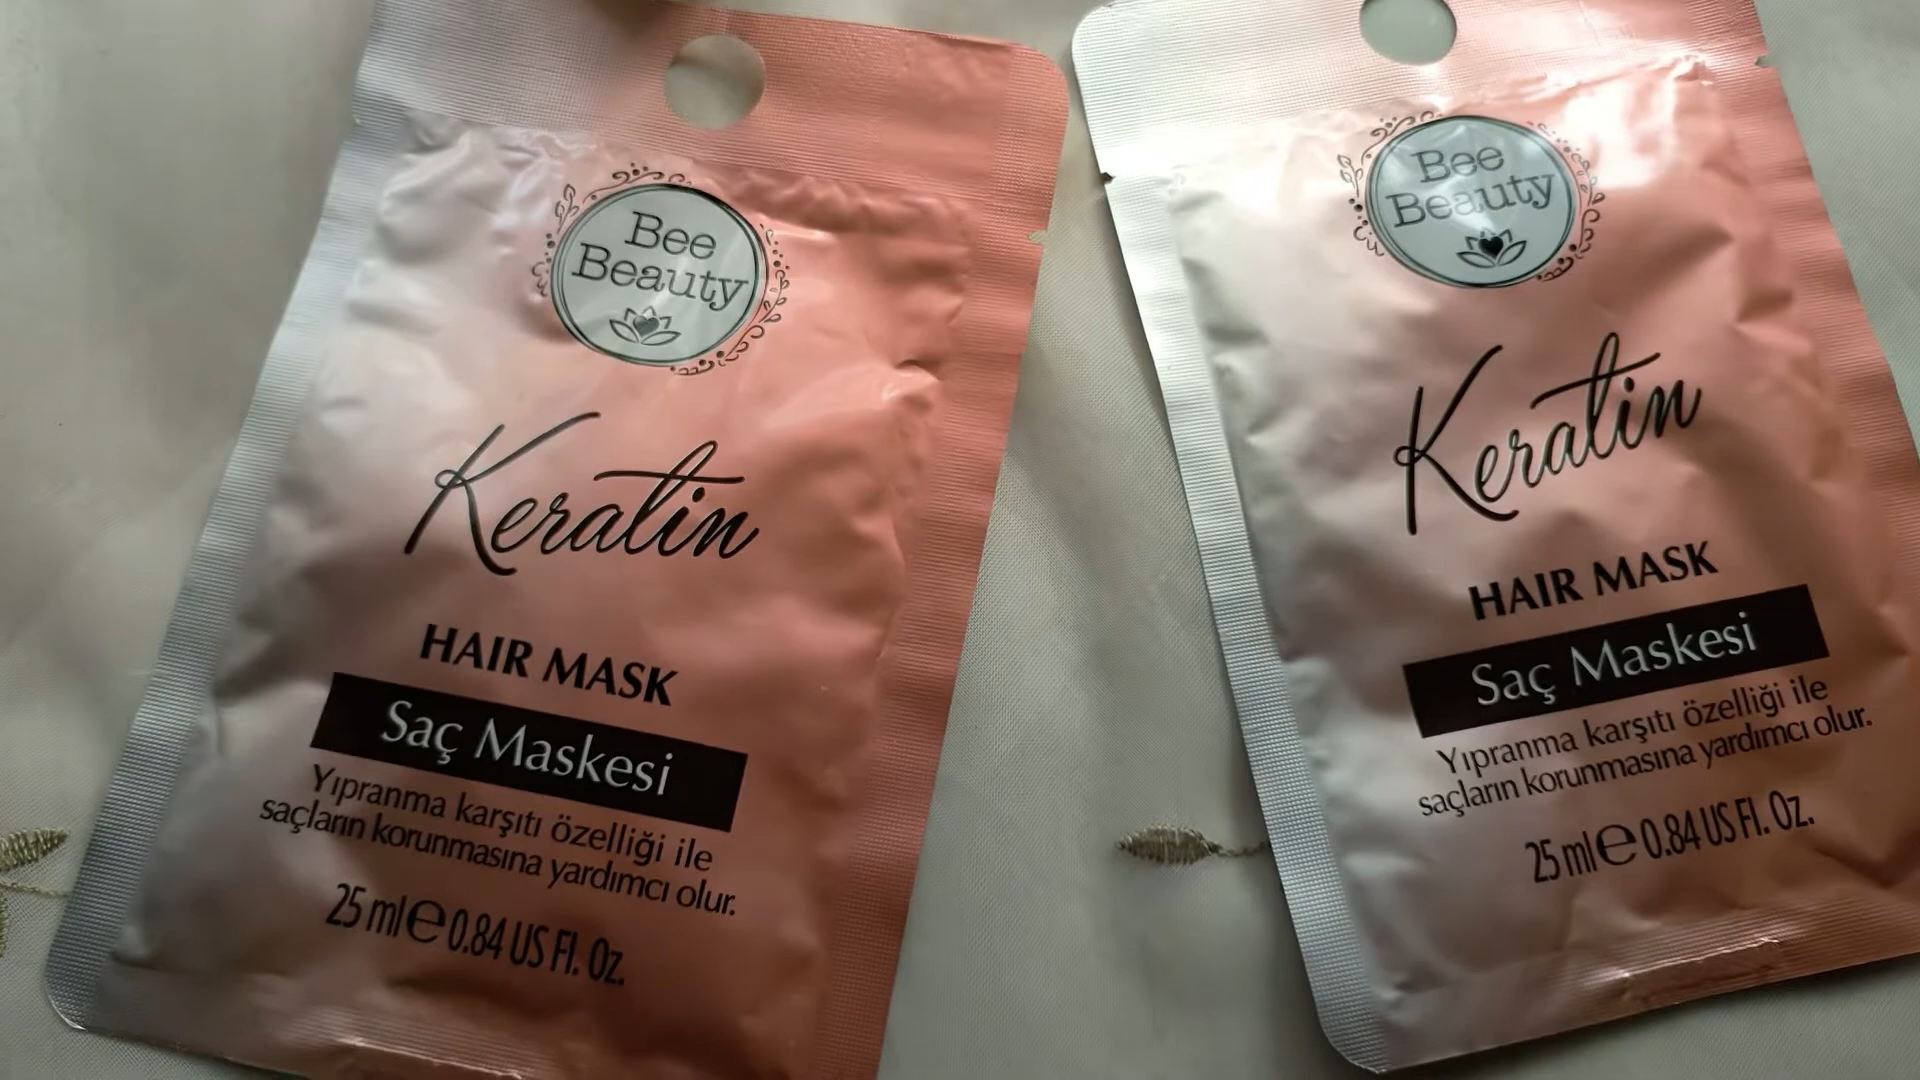 Bee
Beauty
Keratin
HAIR MASK
Saç Maskesi
Yıpranma karşıtı özelliği ile
saçların korunmasına yardımcı olur.
25 ml e 0.84 US Fl. Oz.
Bee
Beauty
Keratin
HAIR MASK
Saç Maskesi
Yıpranma karşıtı özelliği ile
saçların korunmasına yardımcı olur.
25 ml e 0.84 US Fl. Oz.